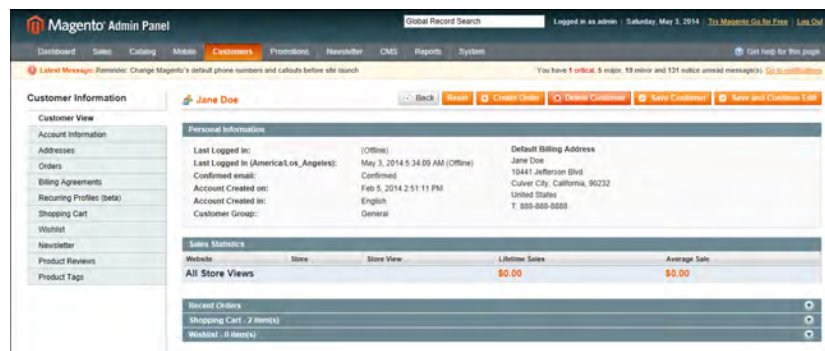 Magento Admin Panel
Global Record Search
Logged in as admin | Saturday, May 3, 2014 | Try Magento Go for Free | Log Out
Dashboard Sales Catalog Mobile Customers Promotions Newsletter CMS Reports System
Get help for this page
Latest Message: Reminder: Change Magento's default phone numbers and callouts before site launch
You have 1 critical, 5 major, 19 minor and 131 notice unread message(s). Go to notifications
Customer Information
Customer View
Account Information
Addresses
Orders
Billing Agreements
Recurring Profiles (beta)
Shopping Cart
Wishlist
Newsletter
Product Reviews
Product Tags
Jane Doe
Back Reset Create Order Delete Customer Save Customer Save and Continue Edit
Personal Information
Last Logged In: (Offline)
Last Logged In (America/Los_Angeles): May 3, 2014 5:34:09 AM (Offline)
Confirmed email: Confirmed
Account Created on: Feb 5, 2014 2:51:11 PM
Account Created in: English
Customer Group: General
Default Billing Address
Jane Doe
10441 Jefferson Blvd
Culver City, California, 90232
United States
T: 888-888-8888
Sales Statistics
Website Store Store View Lifetime Sales Average Sale
All Store Views $0.00 $0.00
Recent Orders
Shopping Cart - 2 item(s)
Wishlist - 0 item(s)